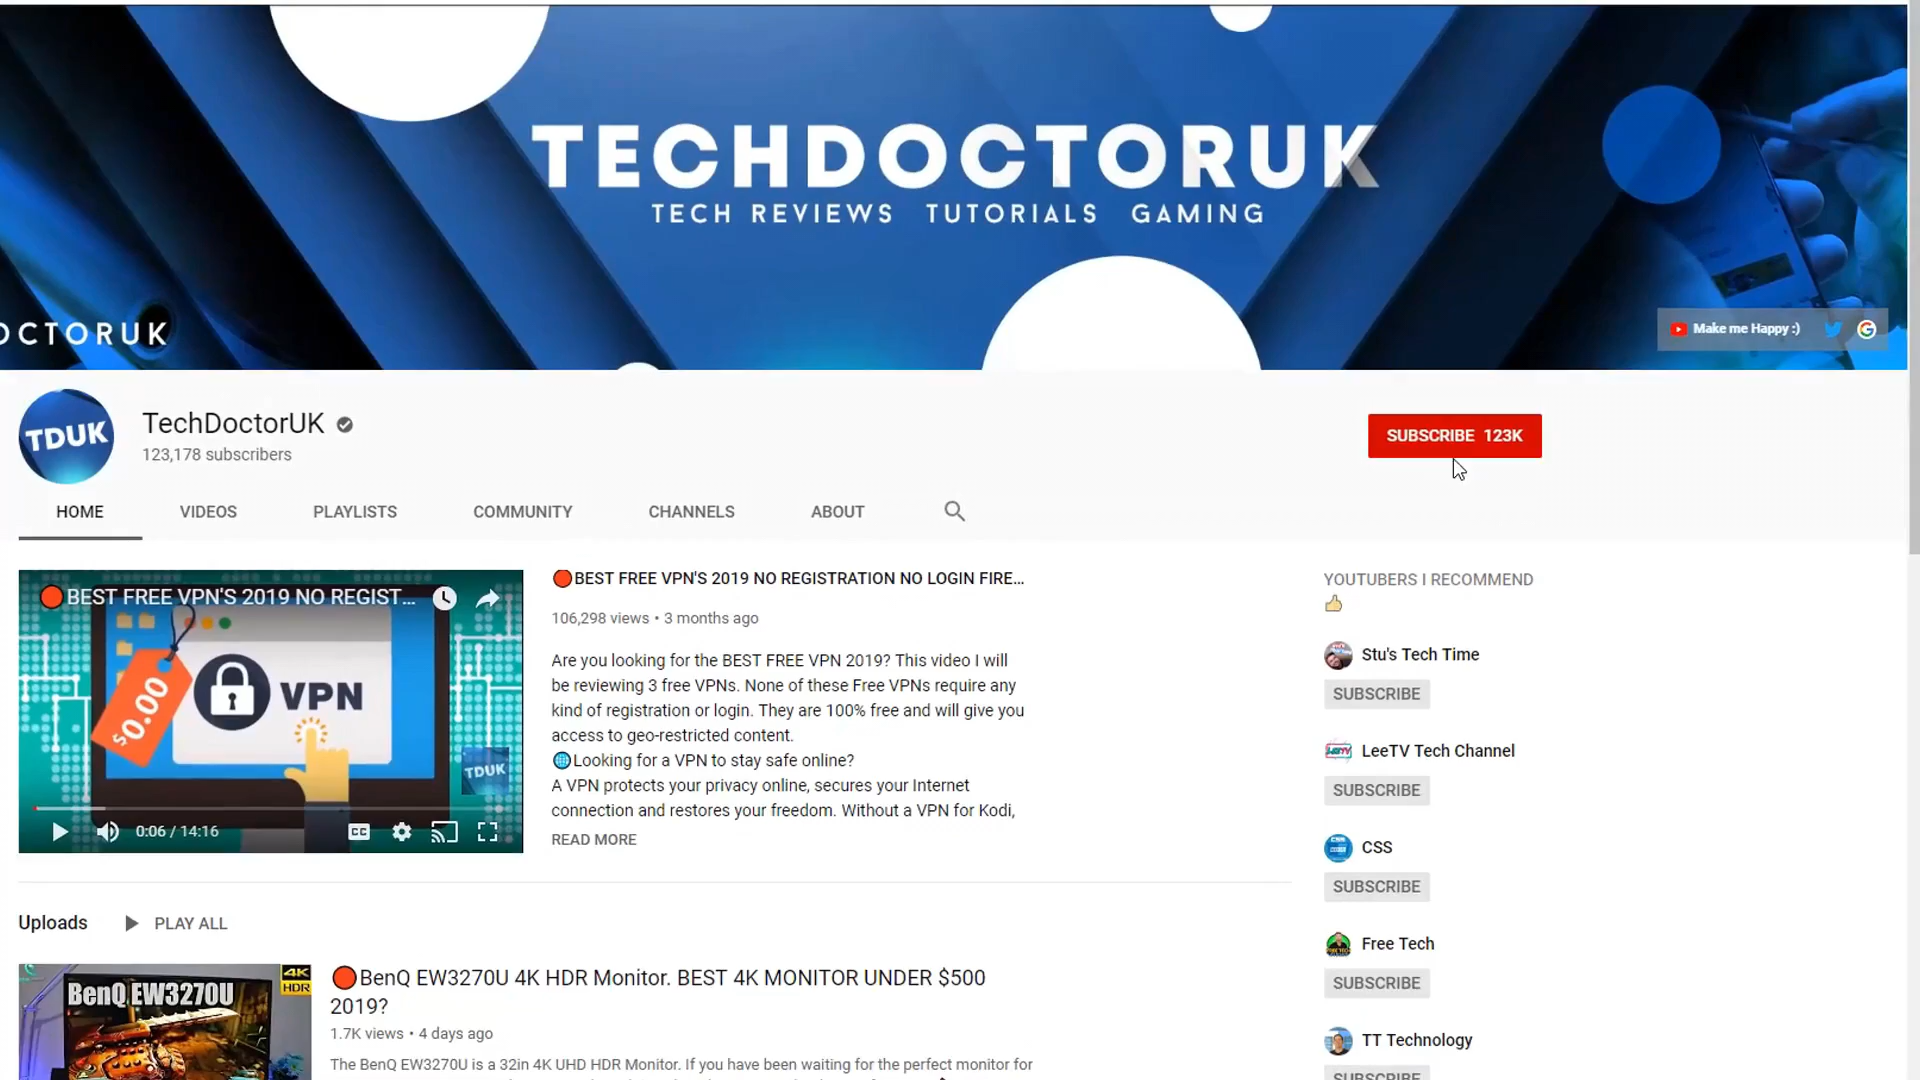 TECHDOCTORUK
TECH REVIEWS TUTORIALS GAMING
OCTORUK
Make me Happy :)
TDUK
TechDoctorUK
123,178 subscribers
SUBSCRIBE 123K
HOME VIDEOS PLAYLISTS COMMUNITY CHANNELS ABOUT
BEST FREE VPN'S 2019 NO REGIST...
$0.00
VPN
TDUK
0:06 / 14:16
CC
BEST FREE VPN'S 2019 NO REGISTRATION NO LOGIN FIRE...
106,298 views • 3 months ago
Are you looking for the BEST FREE VPN 2019? This video I will
be reviewing 3 free VPNs. None of these Free VPNs require any
kind of registration or login. They are 100% free and will give you
access to geo-restricted content.
Looking for a VPN to stay safe online?
A VPN protects your privacy online, secures your Internet
connection and restores your freedom. Without a VPN for Kodi,
READ MORE
YOUTUBERS I RECOMMEND
Stu's Tech Time
SUBSCRIBE
LeeTV Tech Channel
SUBSCRIBE
CSS
SUBSCRIBE
Free Tech
SUBSCRIBE
TT Technology
SUBSCRIBE
Uploads PLAY ALL
BenQ EW3270U
4K
HDR
BenQ EW3270U 4K HDR Monitor. BEST 4K MONITOR UNDER $500
2019?
1.7K views • 4 days ago
The BenQ EW3270U is a 32in 4K UHD HDR Monitor. If you have been waiting for the perfect monitor for